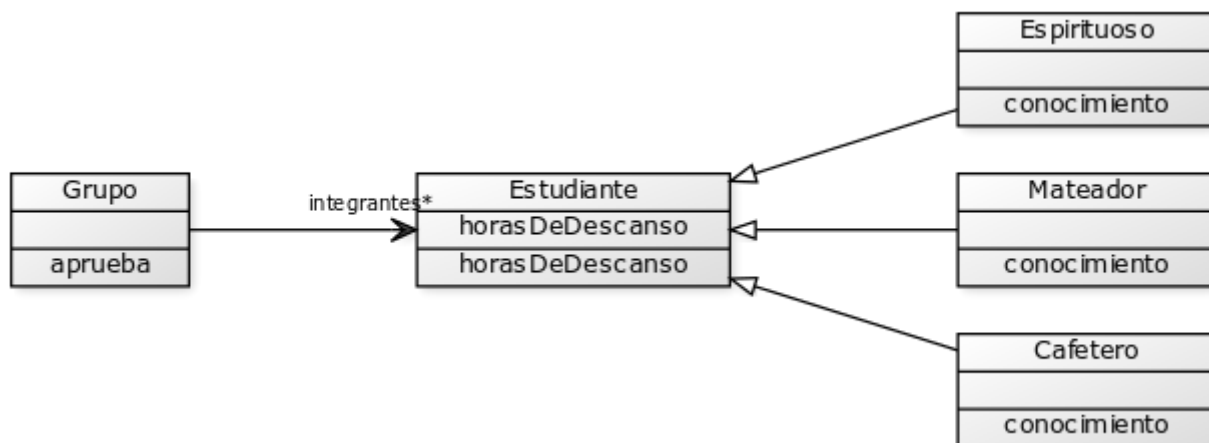 Grupo
aprueba
integrantes*
Estudiante
horasDeDescanso
horasDeDescanso
Espirituoso
conocimiento
Mateador
conocimiento
Cafetero
conocimiento